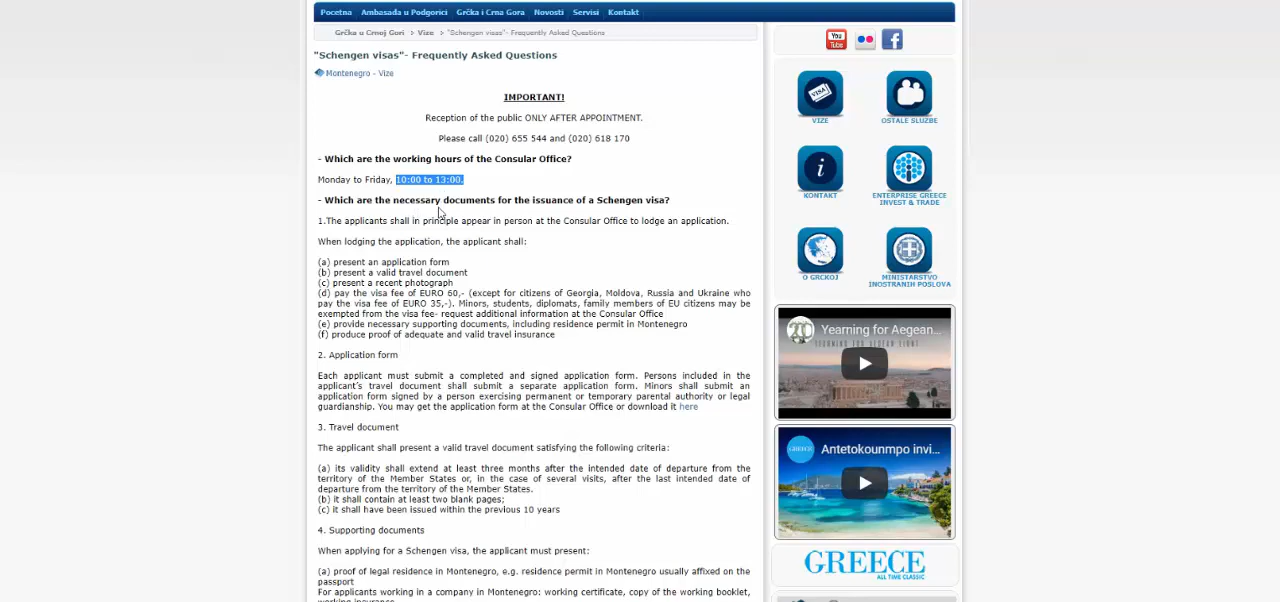 Pocetna Ambasada u Podgorici Grčka i Crna Gora Novosti Servisi Kontakt
Grčka u Crnoj Gori > Vize > "Schengen visas"- Frequently Asked Questions
"Schengen visas"- Frequently Asked Questions
Montenegro - Vize
IMPORTANT!
Reception of the public ONLY AFTER APPOINTMENT.
Please call (020) 655 544 and (020) 618 170
- Which are the working hours of the Consular Office?
Monday to Friday, 10:00 to 13:00.
- Which are the necessary documents for the issuance of a Schengen visa?
1.The applicants shall in principle appear in person at the Consular Office to lodge an application.
When lodging the application, the applicant shall:
(a) present an application form
(b) present a valid travel document
(c) present a recent photograph
(d) pay the visa fee of EURO 60,- (except for citizens of Georgia, Moldova, Russia and Ukraine who
pay the visa fee of EURO 35,-). Minors, students, diplomats, family members of EU citizens may be
exempted from the visa fee- request additional information at the Consular Office
(e) provide necessary supporting documents, including residence permit in Montenegro
(f) produce proof of adequate and valid travel insurance
2. Application form
Each applicant must submit a completed and signed application form. Persons included in the
applicant's travel document shall submit a separate application form. Minors shall submit an
application form signed by a person exercising permanent or temporary parental authority or legal
guardianship. You may get the application form at the Consular Office or download it here
3. Travel document
The applicant shall present a valid travel document satisfying the following criteria:
(a) its validity shall extend at least three months after the intended date of departure from the
territory of the Member States or, in the case of several visits, after the last intended date of
departure from the territory of the Member States.
(b) it shall contain at least two blank pages;
(c) it shall have been issued within the previous 10 years
4. Supporting documents
When applying for a Schengen visa, the applicant must present:
(a) proof of legal residence in Montenegro, e.g. residence permit in Montenegro usually affixed on the
passport
For applicants working in a company in Montenegro: working certificate, copy of the working booklet,
working insurance
You Tube
VISA
VIZE
OSTALE SLUŽBE
KONTAKT
ENTERPRISE GREECE
INVEST & TRADE
O GRCKOJ
MINISTARSTVO
INOSTRANIH POSLOVA
Yearning for Aegean...
YEARNING FOR AEGEAN FLIGHT
GREECE
Antetokounmpo invi...
GREECE
ALL TIME CLASSIC